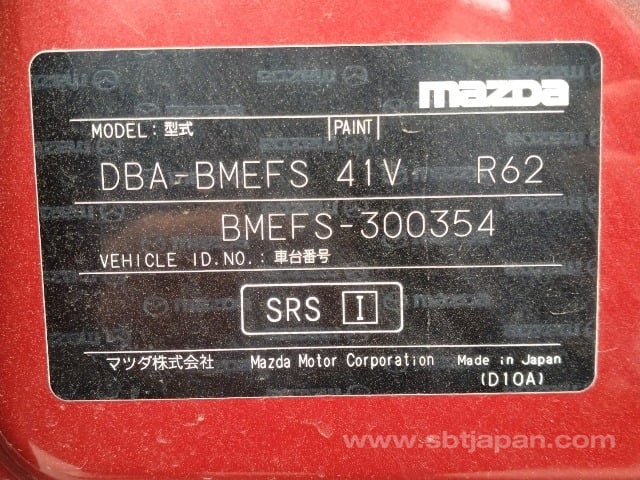 mazDa
MODEL: 型式 PAINT
DBA-BMEFS 41V R62
BMEFS-300354
VEHICLE ID.NO.: 車台番号
SRS I
マツダ株式会社 Mazda Motor Corporation Made in Japan
(D10A)
www.sbtjapan.com